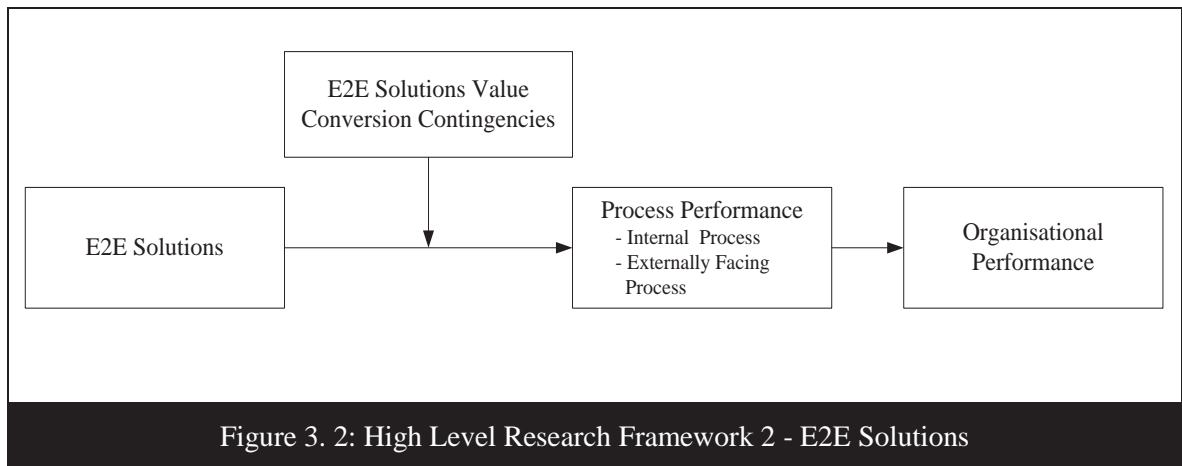 E2E Solutions Value
Conversion Contingencies
E2E Solutions
Process Performance
- Internal Process
- Externally Facing
Process
Organisational
Performance
Figure 3. 2: High Level Research Framework 2 - E2E Solutions